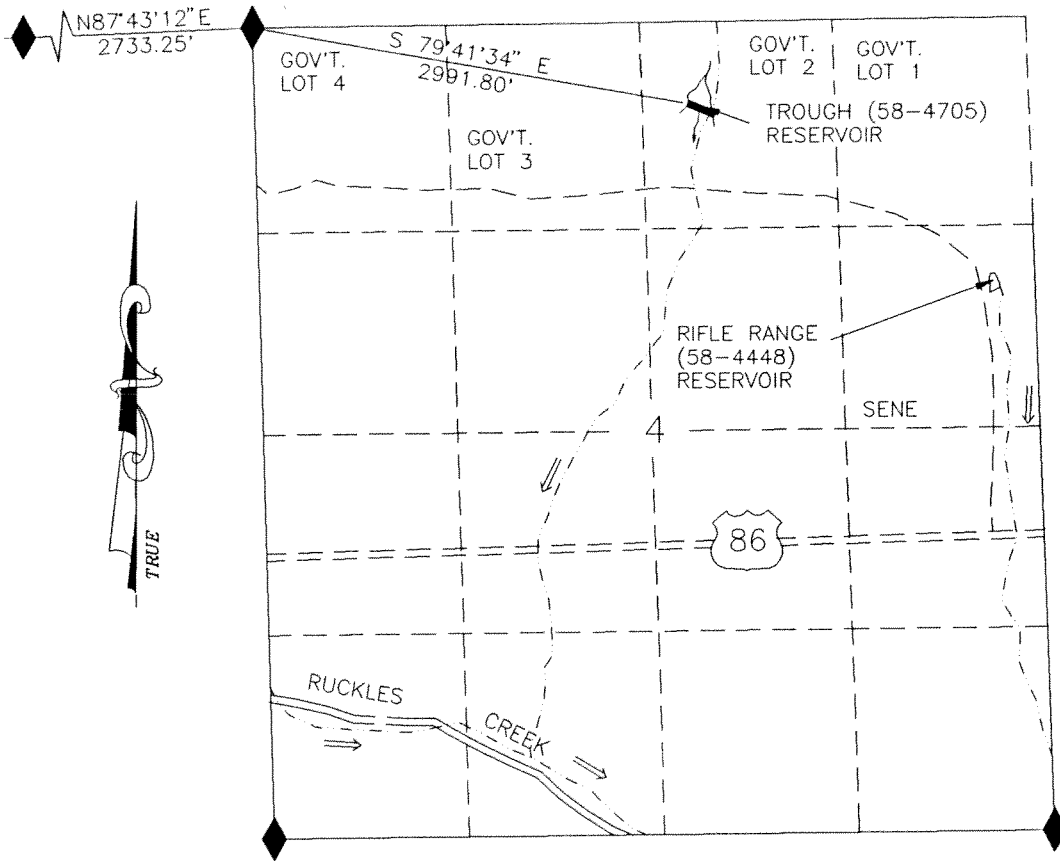 N87°43'12"E
2733.25'
S 79°41'34" E
2991.80'
GOV'T.
LOT 4
GOV'T.
LOT 3
GOV'T.
LOT 2
GOV'T.
LOT 1
TROUGH (58-4705)
RESERVOIR
RIFLE RANGE
(58-4448)
RESERVOIR
SENE
4
86
TRUE
RUCKLES
CREEK